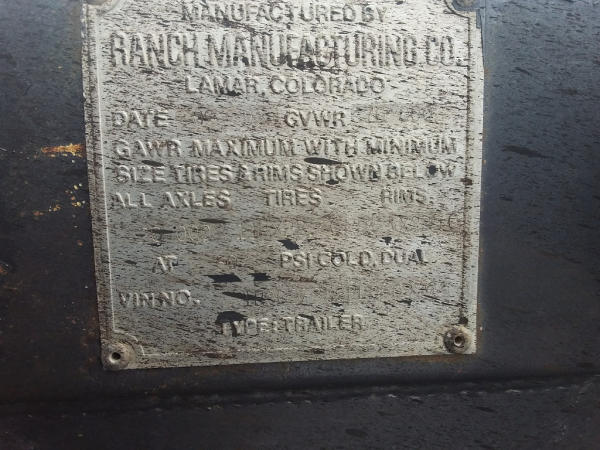 MANUFACTURED BY
RANCH MANUFACTURING CO.
LAMAR, COLORADO
DATE GVWR
GAWR MAXIMUM WITH MINIMUM
SIZE TIRES & RIMS SHOWN BELOW
ALL AXLES TIRES RIMS
AT PSI COLD, DUAL
VIN NO.
TYPE: TRAILER